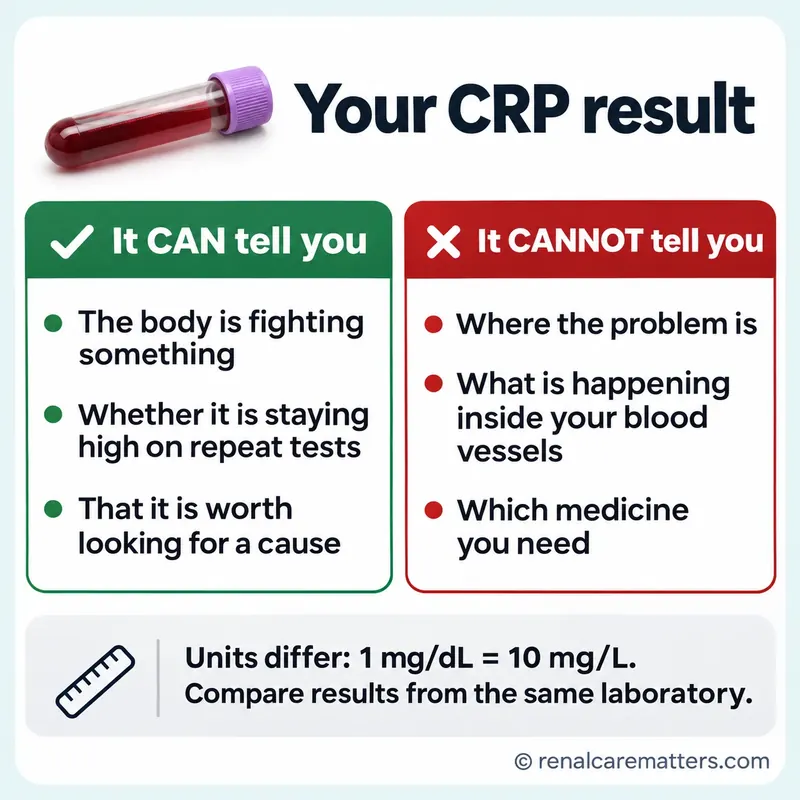 Your CRP result
It CAN tell you
The body is fighting
something
Whether it is staying
high on repeat tests
That it is worth
looking for a cause
It CANNOT tell you
Where the problem is
What is happening
inside your blood
vessels
Which medicine
you need
Units differ: 1 mg/dL = 10 mg/L.
Compare results from the same laboratory.
© renalcarematters.com